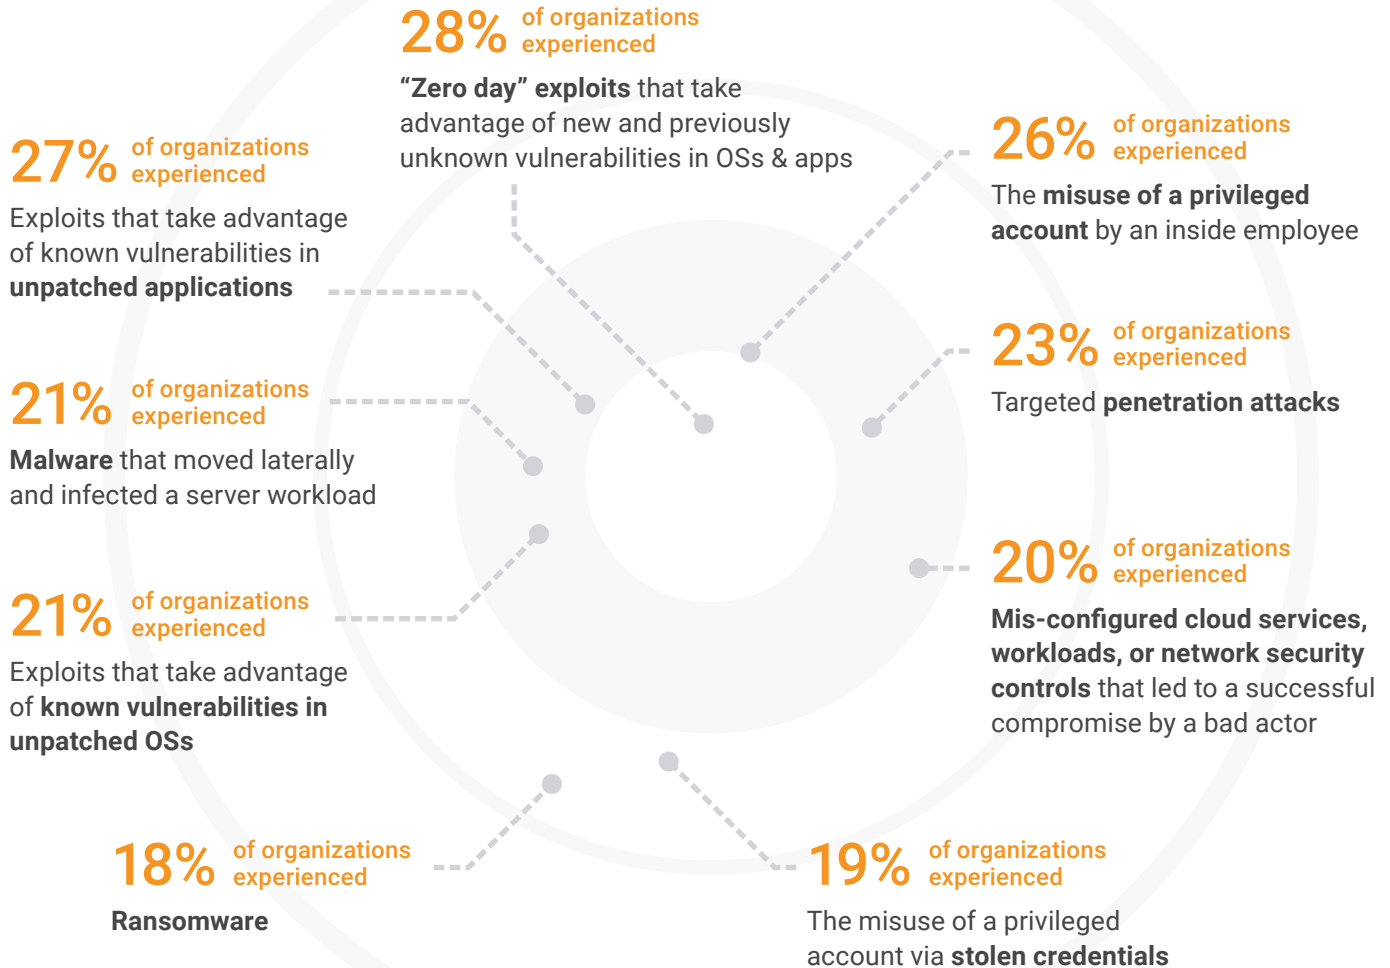 28% of organizations
experienced
“Zero day” exploits that take
advantage of new and previously
unknown vulnerabilities in OSs & apps
27% of organizations
experienced
Exploits that take advantage
of known vulnerabilities in
unpatched applications
26% of organizations
experienced
The misuse of a privileged
account by an inside employee
21% of organizations
experienced
Malware that moved laterally
and infected a server workload
23% of organizations
experienced
Targeted penetration attacks
21% of organizations
experienced
Exploits that take advantage
of known vulnerabilities in
unpatched OSs
20% of organizations
experienced
Mis-configured cloud services,
workloads, or network security
controls that led to a successful
compromise by a bad actor
18% of organizations
experienced
Ransomware
19% of organizations
experienced
The misuse of a privileged
account via stolen credentials